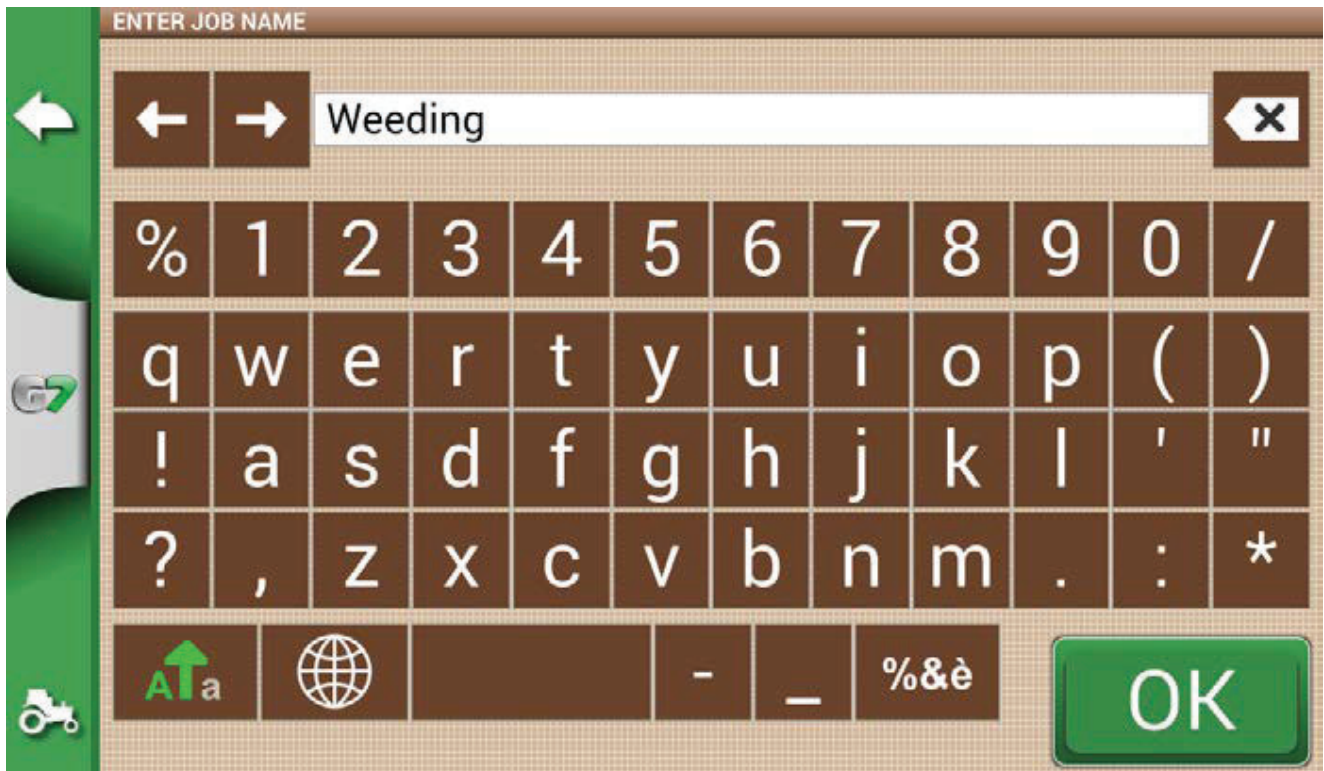 ENTER JOB NAME
Weeding
% 1 2 3 4 5 6 7 8 9 0 /
q w e r t y u i o p ( )
G7
! a s d f g h j k l ' "
? , z x c v b n m . : *
A a - _ %&è
OK